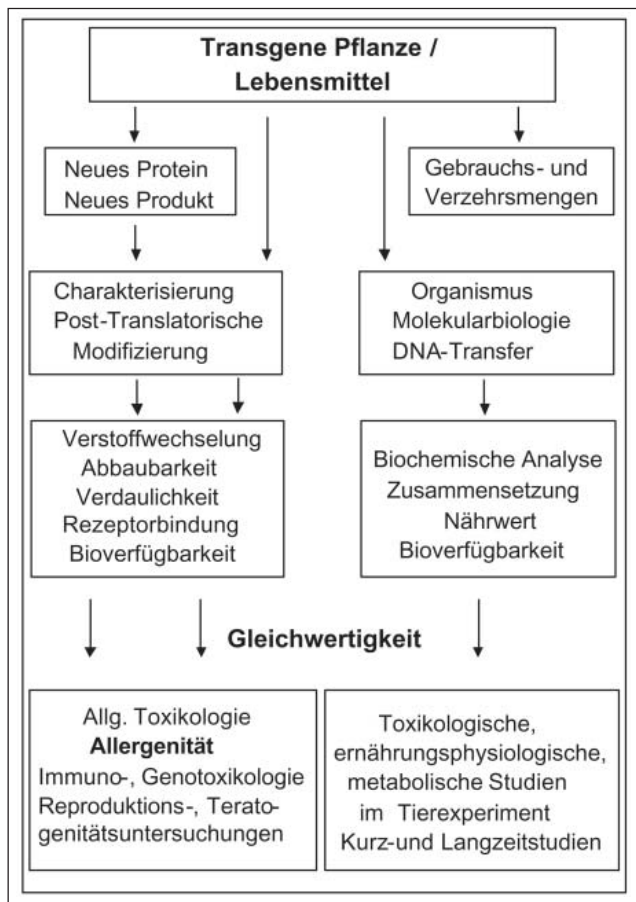 Transgene Pflanze /
Lebensmittel
Neues Protein
Neues Produkt
Gebrauchs- und
Verzehrsmengen
Charakterisierung
Post-Translatorische
Modifizierung
Organismus
Molekularbiologie
DNA-Transfer
Verstoffwechselung
Abbaubarkeit
Verdaulichkeit
Rezeptorbindung
Bioverfügbarkeit
Biochemische Analyse
Zusammensetzung
Nährwert
Bioverfügbarkeit
Gleichwertigkeit
Allg. Toxikologie
Allergenität
Immuno-, Genotoxikologie
Reproduktions-, Terato-
genitätsuntersuchungen
Toxikologische,
ernährungsphysiologische,
metabolische Studien
im Tierexperiment
Kurz-und Langzeitstudien